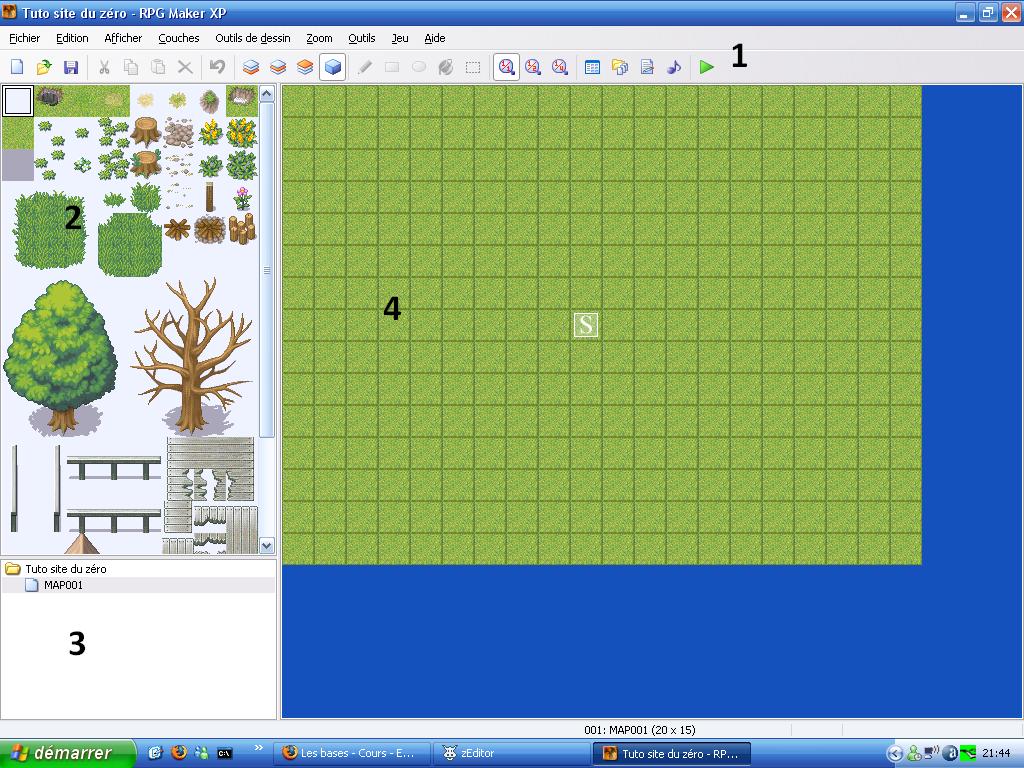 Tuto site du zéro - RPG Maker XP
Fichier Edition Afficher Couches Outils de dessin Zoom Outils Jeu Aide
1
2
4
S
Tuto site du zéro
MAP001
3
001: MAP001 (20 x 15)
démarrer
Les bases - Cours - E...
zEditor
Tuto site du zéro - RP...
21:44